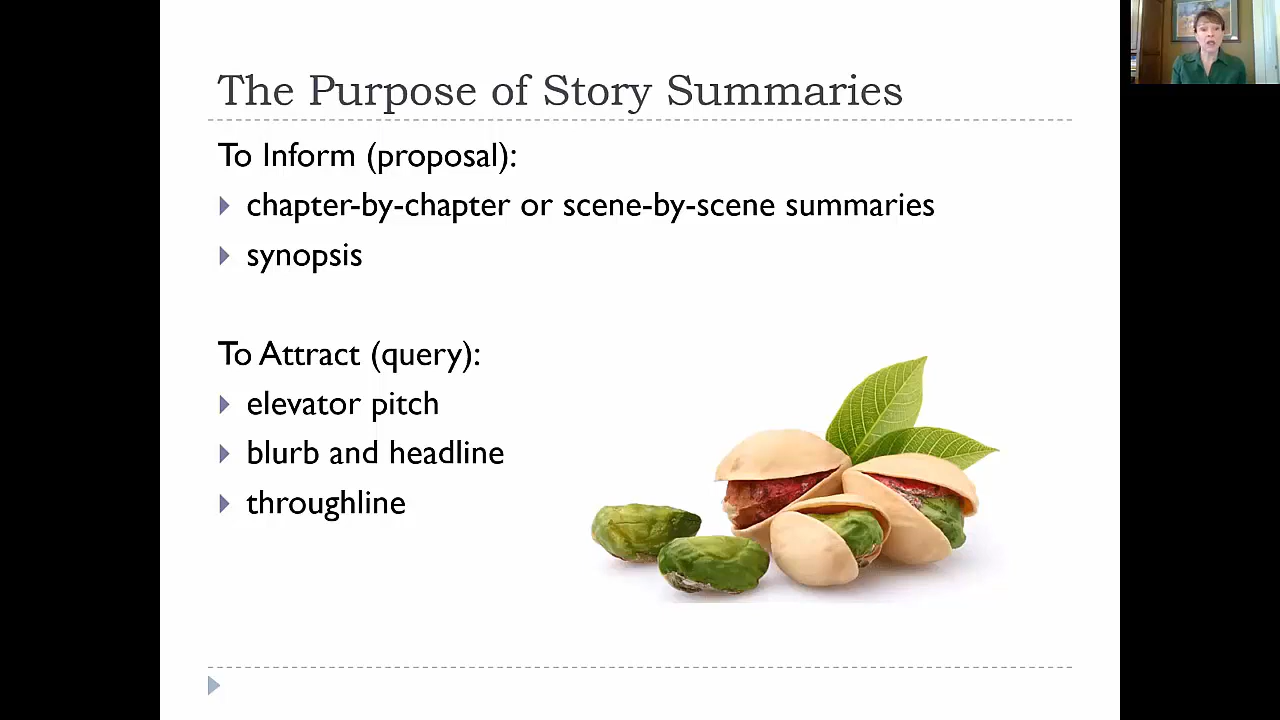 The Purpose of Story Summaries
To Inform (proposal):
chapter-by-chapter or scene-by-scene summaries
synopsis
To Attract (query):
elevator pitch
blurb and headline
throughline